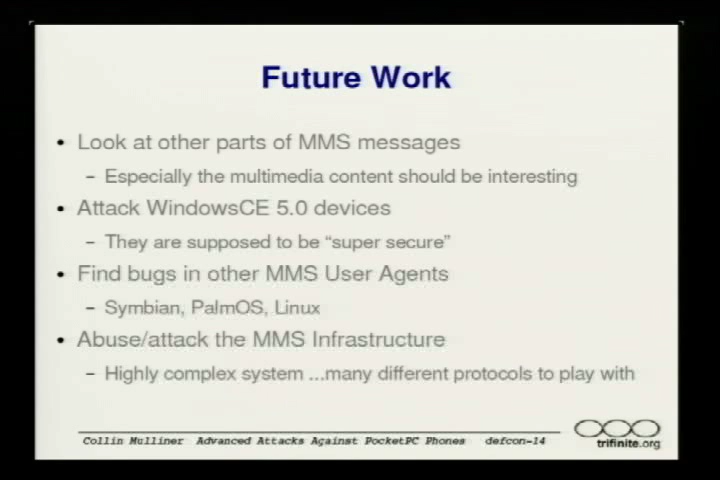 Future Work
• Look at other parts of MMS messages
– Especially the multimedia content should be interesting
• Attack WindowsCE 5.0 devices
– They are supposed to be “super secure”
• Find bugs in other MMS User Agents
– Symbian, PalmOS, Linux
• Abuse/attack the MMS Infrastructure
– Highly complex system ...many different protocols to play with
Collin Mulliner Advanced Attacks Against PocketPC Phones defcon-14
trifinite.org